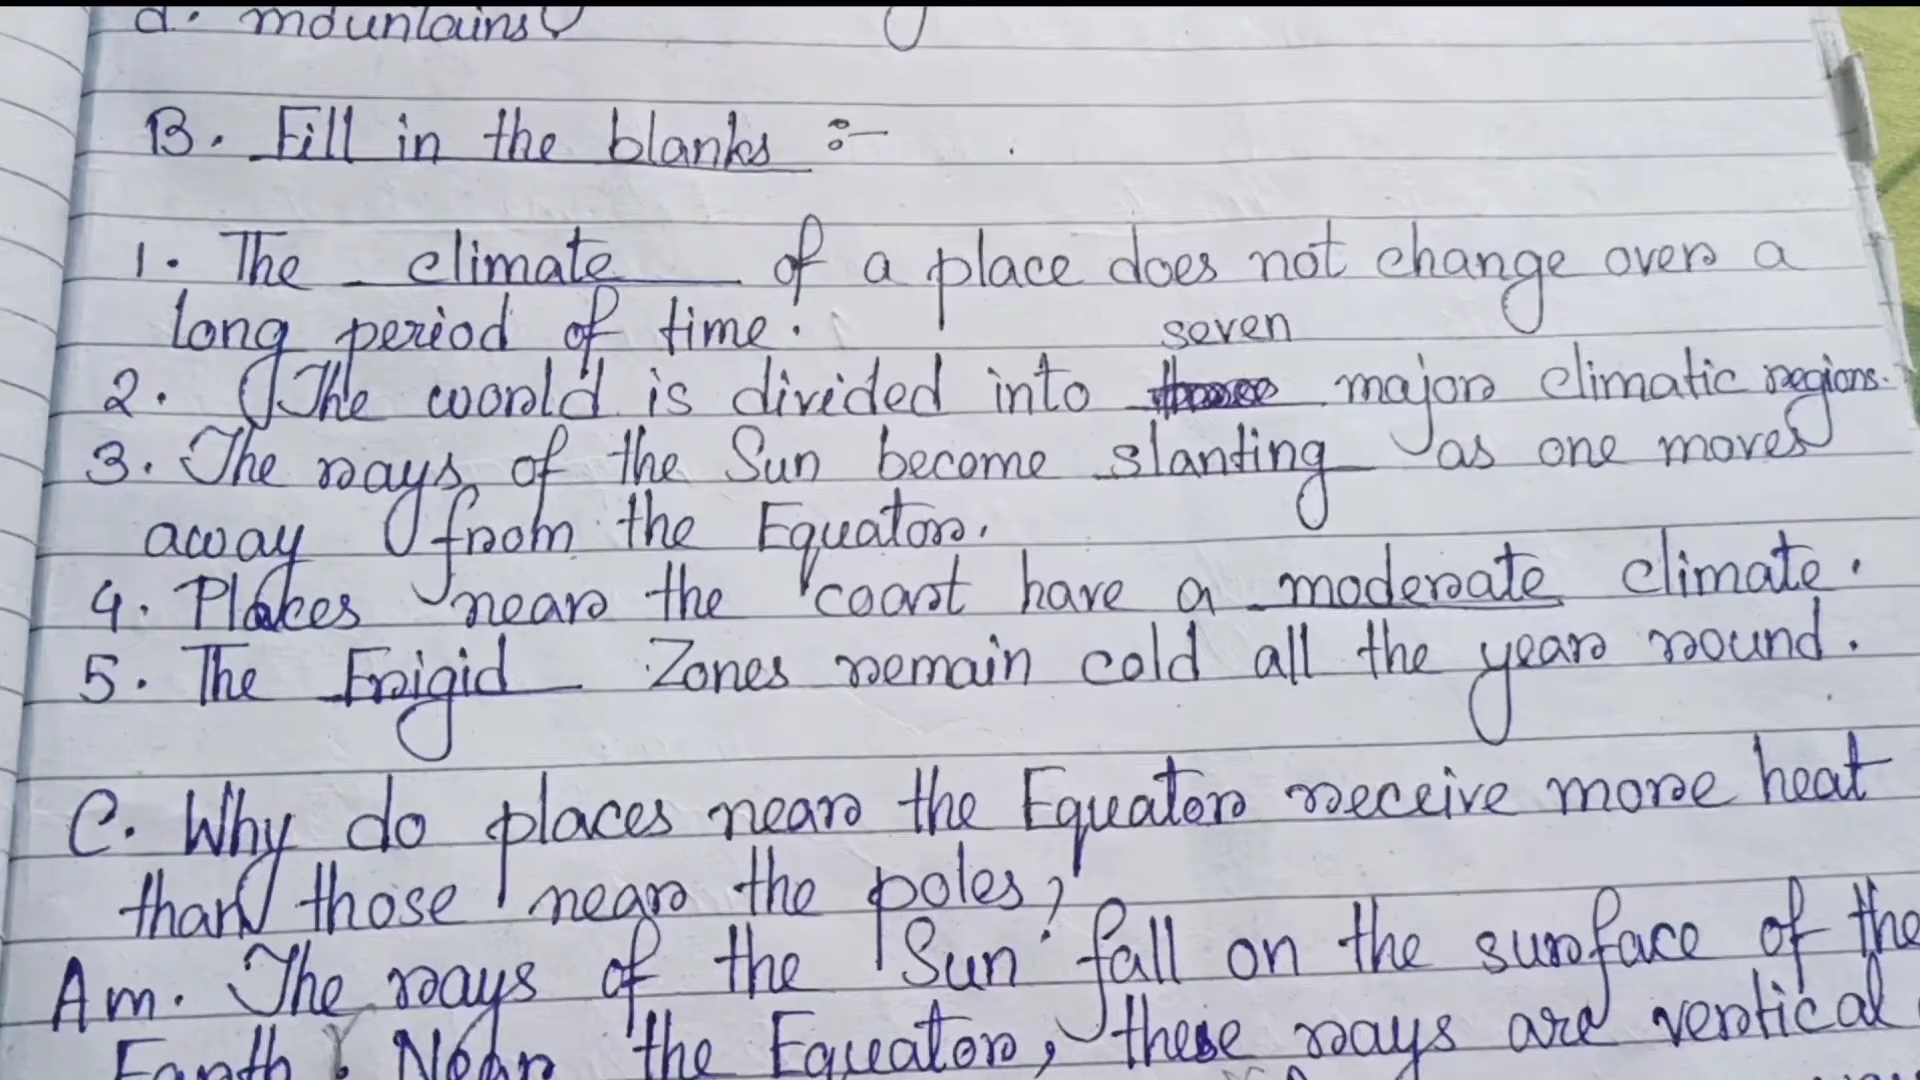 d. mountains
B. Fill in the blanks :-
1. The climate of a place does not change over a
long period of time.
seven
2. The world is divided into major climatic regions.
3. The rays of the Sun become slanting as one moves
away from the Equator.
4. Places near the coast have a moderate climate.
5. The Frigid Zones remain cold all the year round.
C. Why do places near the Equator receive more heat
than those near the poles?
Am. The rays of the Sun fall on the surface of the
Earth. Near the Equator, these rays are vertical